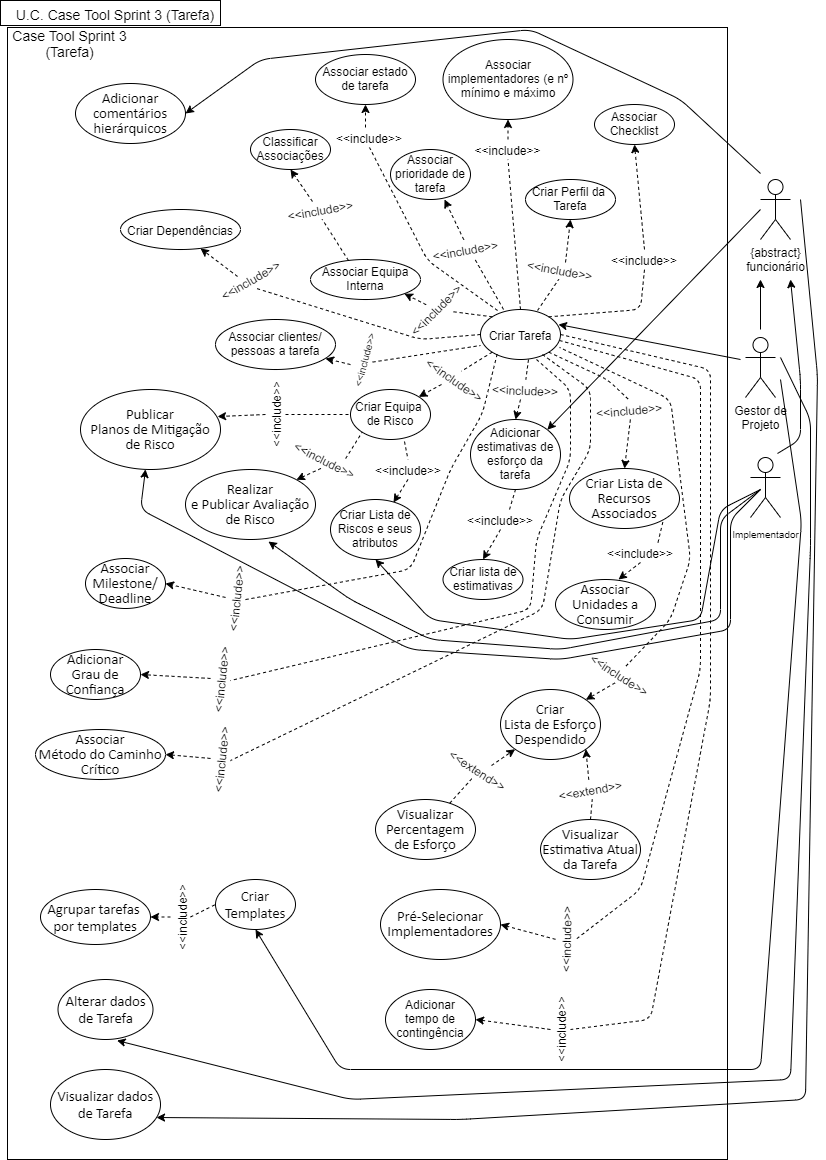 U.C. Case Tool Sprint 3 (Tarefa)
Case Tool Sprint 3
(Tarefa)
Adicionar
comentários
hierárquicos
Associar estado
de tarefa
Associar
implementadores (e nº
mínimo e máximo
Associar
Checklist
<<include>>
<<include>>
Classificar
Associações
Associar
prioridade de
tarefa
Criar Perfil da
Tarefa
<<include>>
Criar Dependências
<<include>>
{abstract}
funcionário
<<include>>
<<include>>
<<include>>
Associar Equipa
Interna
<<include>>
Criar Tarefa
Associar clientes/
pessoas a tarefa
<<include>>
<<include>>
<<include>>
<<include>>
Publicar
Planos de Mitigação
de Risco
<<include>>
Criar Equipa
de Risco
<<include>>
Gestor de
Projeto
Adicionar
estimativas de
esforço da
tarefa
<<include>>
<<include>>
Realizar
e Publicar Avaliação
de Risco
Criar Lista de
Recursos
Associados
Criar Lista de
Riscos e seus
atributos
<<include>>
Implementador
<<include>>
Associar
Milestone/
Deadline
<<include>>
Criar lista de
estimativas
Associar
Unidades a
Consumir
Adicionar
Grau de
Confiança
<<include>>
<<include>>
Criar
Lista de Esforço
Despendido
Associar
Método do Caminho
Crítico
<<include>>
<<extend>>
<<extend>>
Visualizar
Percentagem
de Esforço
Visualizar
Estimativa Atual
da Tarefa
Agrupar tarefas
por templates
<<include>>
Criar
Templates
Pré-Selecionar
Implementadores
<<include>>
Alterar dados
de Tarefa
Adicionar
tempo de
contingência
<<include>>
Visualizar dados
de Tarefa